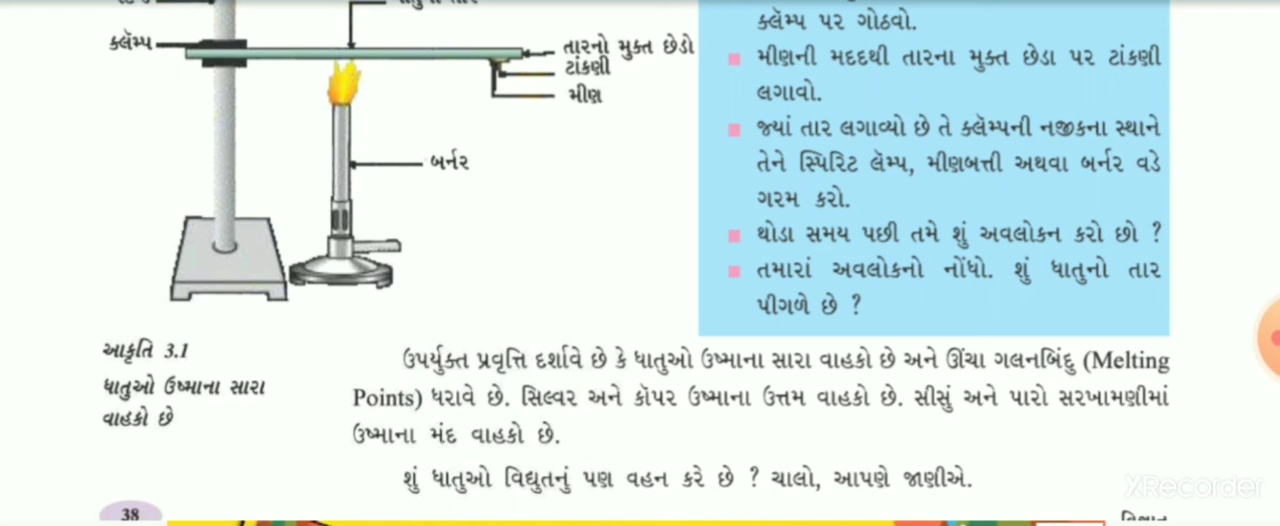 ક્લૅમ્પ
તારનો મુક્ત છેડો
ટાંકણી
મીણ
બર્નર
આકૃતિ 3.1
ધાતુઓ ઉષ્માના સારા
વાહકો છે
ક્લૅમ્પ પર ગોઠવો.
■ મીણની મદદથી તારના મુક્ત છેડા પર ટાંકણી
લગાવો.
■ જ્યાં તાર લગાવ્યો છે તે ક્લૅમ્પની નજીકના સ્થાને
તેને સ્પિરિટ લૅમ્પ, મીણબત્તી અથવા બર્નર વડે
ગરમ કરો.
■ થોડા સમય પછી તમે શું અવલોકન કરો છો ?
■ તમારાં અવલોકનો નોંધો. શું ધાતુનો તાર
પીગળે છે ?
ઉપર્યુક્ત પ્રવૃત્તિ દર્શાવે છે કે ધાતુઓ ઉષ્માના સારા વાહકો છે અને ઊંચા ગલનબિંદુ (Melting
Points) ધરાવે છે. સિલ્વર અને કૉપર ઉષ્માના ઉત્તમ વાહકો છે. સીસું અને પારો સરખામણીમાં
ઉષ્માના મંદ વાહકો છે.
શું ધાતુઓ વિદ્યુતનું પણ વહન કરે છે ? ચાલો, આપણે જાણીએ.
38
XRecorder